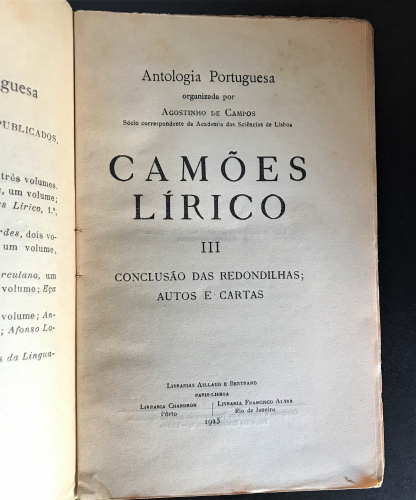 guesa
PUBLICADOS,
três volumes.
um volume;
es Lírico, 1.º,
rdes, dois vo-
um volume,
rculano, um
volume; Eça
volume; An-
; Afonso Lo-
s da Lingua-
Antologia Portuguesa
organizada por
AGOSTINHO DE CAMPOS
Sócio correspondente da Academia das Sciências de Lisboa
CAMÕES
LÍRICO
III
CONCLUSÃO DAS REDONDILHAS;
AUTOS E CARTAS
LIVRARIAS AILLAUD E BERTRAND
PARIS-LISBOA
LIVRARIA CHARDRON
Pôrto
LIVRARIA FRANCISCO ALVES
Rio de Janeiro
1925